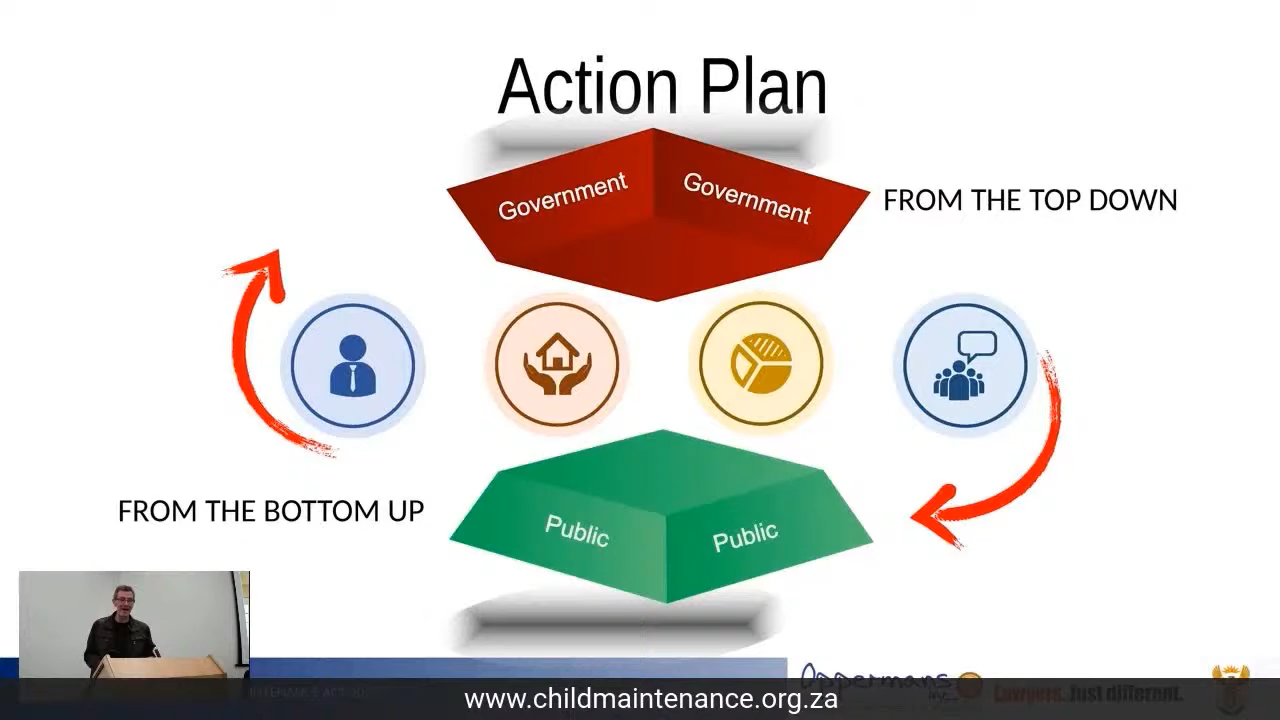 Action Plan
Government Government
FROM THE TOP DOWN
FROM THE BOTTOM UP
Public Public
Oppermans
Lawyers. Just different.
www.childmaintenance.org.za